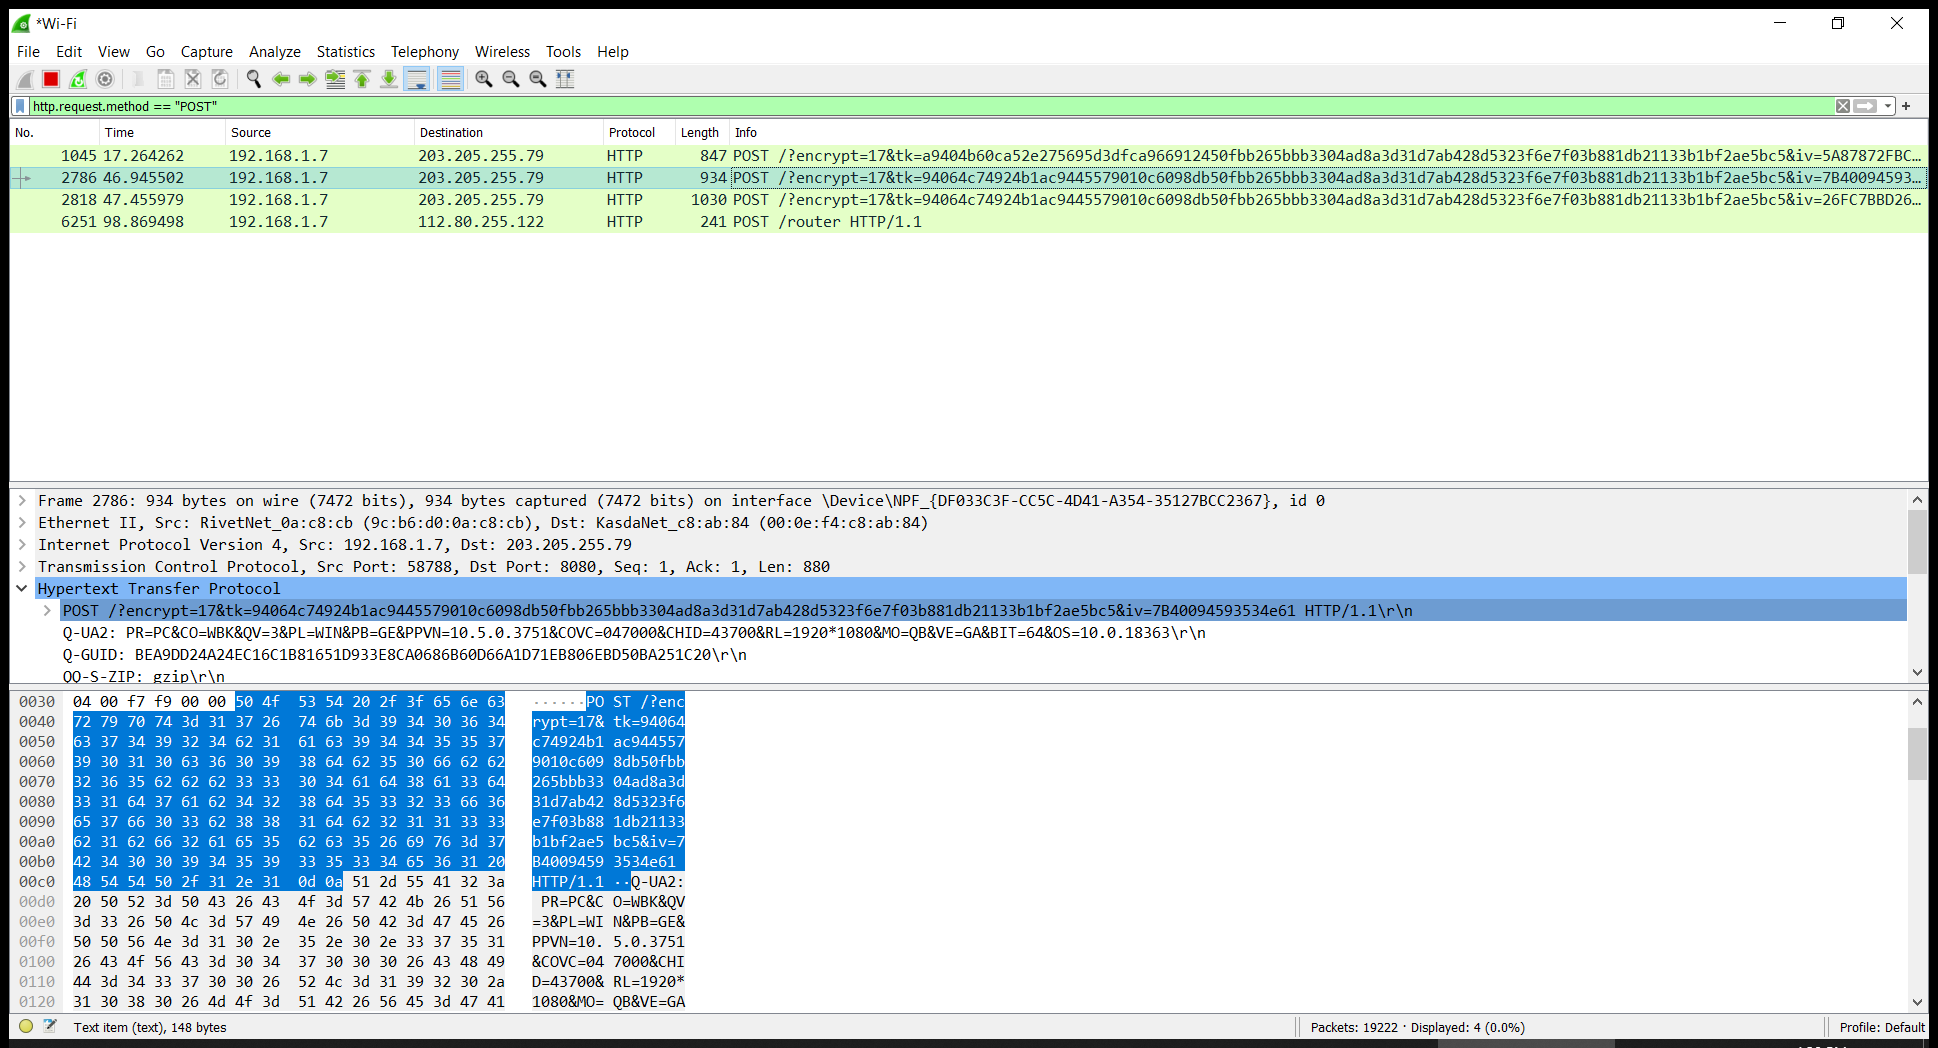 *Wi-Fi
File Edit View Go Capture Analyze Statistics Telephony Wireless Tools Help
http.request.method == "POST"
No. Time Source Destination Protocol Length Info
1045 17.264262 192.168.1.7 203.205.255.79 HTTP 847 POST /?encrypt=17&tk=a9404b60ca52e275695d3dfca966912450fbb265bbb3304ad8a3d31d7ab428d5323f6e7f03b881db21133b1bf2ae5bc5&iv=5A87872FBC…
2786 46.945502 192.168.1.7 203.205.255.79 HTTP 934 POST /?encrypt=17&tk=94064c74924b1ac9445579010c6098db50fbb265bbb3304ad8a3d31d7ab428d5323f6e7f03b881db21133b1bf2ae5bc5&iv=7B40094593…
2818 47.455979 192.168.1.7 203.205.255.79 HTTP 1030 POST /?encrypt=17&tk=94064c74924b1ac9445579010c6098db50fbb265bbb3304ad8a3d31d7ab428d5323f6e7f03b881db21133b1bf2ae5bc5&iv=26FC7BBD26…
6251 98.869498 192.168.1.7 112.80.255.122 HTTP 241 POST /router HTTP/1.1
Frame 2786: 934 bytes on wire (7472 bits), 934 bytes captured (7472 bits) on interface \Device\NPF_{DF033C3F-CC5C-4D41-A354-35127BCC2367}, id 0
Ethernet II, Src: RivetNet_0a:c8:cb (9c:b6:d0:0a:c8:cb), Dst: KasdaNet_c8:ab:84 (00:0e:f4:c8:ab:84)
Internet Protocol Version 4, Src: 192.168.1.7, Dst: 203.205.255.79
Transmission Control Protocol, Src Port: 58788, Dst Port: 8080, Seq: 1, Ack: 1, Len: 880
Hypertext Transfer Protocol
POST /?encrypt=17&tk=94064c74924b1ac9445579010c6098db50fbb265bbb3304ad8a3d31d7ab428d5323f6e7f03b881db21133b1bf2ae5bc5&iv=7B40094593534e61 HTTP/1.1\r\n
Q-UA2: PR=PC&CO=WBK&QV=3&PL=WIN&PB=GE&PPVN=10.5.0.3751&COVC=047000&CHID=43700&RL=1920*1080&MO=QB&VE=GA&BIT=64&OS=10.0.18363\r\n
Q-GUID: BEA9DD24A24EC16C1B81651D933E8CA0686B60D66A1D71EB806EBD50BA251C20\r\n
QQ-S-ZIP: gzip\r\n
0030 04 00 f7 f9 00 00 50 4f 53 54 20 2f 3f 65 6e 63 ······PO ST /?enc
0040 72 79 70 74 3d 31 37 26 74 6b 3d 39 34 30 36 34 rypt=17& tk=94064
0050 63 37 34 39 32 34 62 31 61 63 39 34 34 35 35 37 c74924b1 ac944557
0060 39 30 31 30 63 36 30 39 38 64 62 35 30 66 62 62 9010c609 8db50fbb
0070 32 36 35 62 62 62 33 33 30 34 61 64 38 61 33 64 265bbb33 04ad8a3d
0080 33 31 64 37 61 62 34 32 38 64 35 33 32 33 66 36 31d7ab42 8d5323f6
0090 65 37 66 30 33 62 38 38 31 64 62 32 31 31 33 33 e7f03b88 1db21133
00a0 62 31 62 66 32 61 65 35 62 63 35 26 69 76 3d 37 b1bf2ae5 bc5&iv=7
00b0 42 34 30 30 39 34 35 39 33 35 33 34 65 36 31 20 B4009459 3534e61
00c0 48 54 54 50 2f 31 2e 31 0d 0a 51 2d 55 41 32 3a HTTP/1.1 ··Q-UA2:
00d0 20 50 52 3d 50 43 26 43 4f 3d 57 42 4b 26 51 56 PR=PC&C O=WBK&QV
00e0 3d 33 26 50 4c 3d 57 49 4e 26 50 42 3d 47 45 26 =3&PL=WI N&PB=GE&
00f0 50 50 56 4e 3d 31 30 2e 35 2e 30 2e 33 37 35 31 PPVN=10. 5.0.3751
0100 26 43 4f 56 43 3d 30 34 37 30 30 30 26 43 48 49 &COVC=04 7000&CHI
0110 44 3d 34 33 37 30 30 26 52 4c 3d 31 39 32 30 2a D=43700& RL=1920*
0120 31 30 38 30 26 4d 4f 3d 51 42 26 56 45 3d 47 41 1080&MO= QB&VE=GA
Text item (text), 148 bytes Packets: 19222 · Displayed: 4 (0.0%) Profile: Default